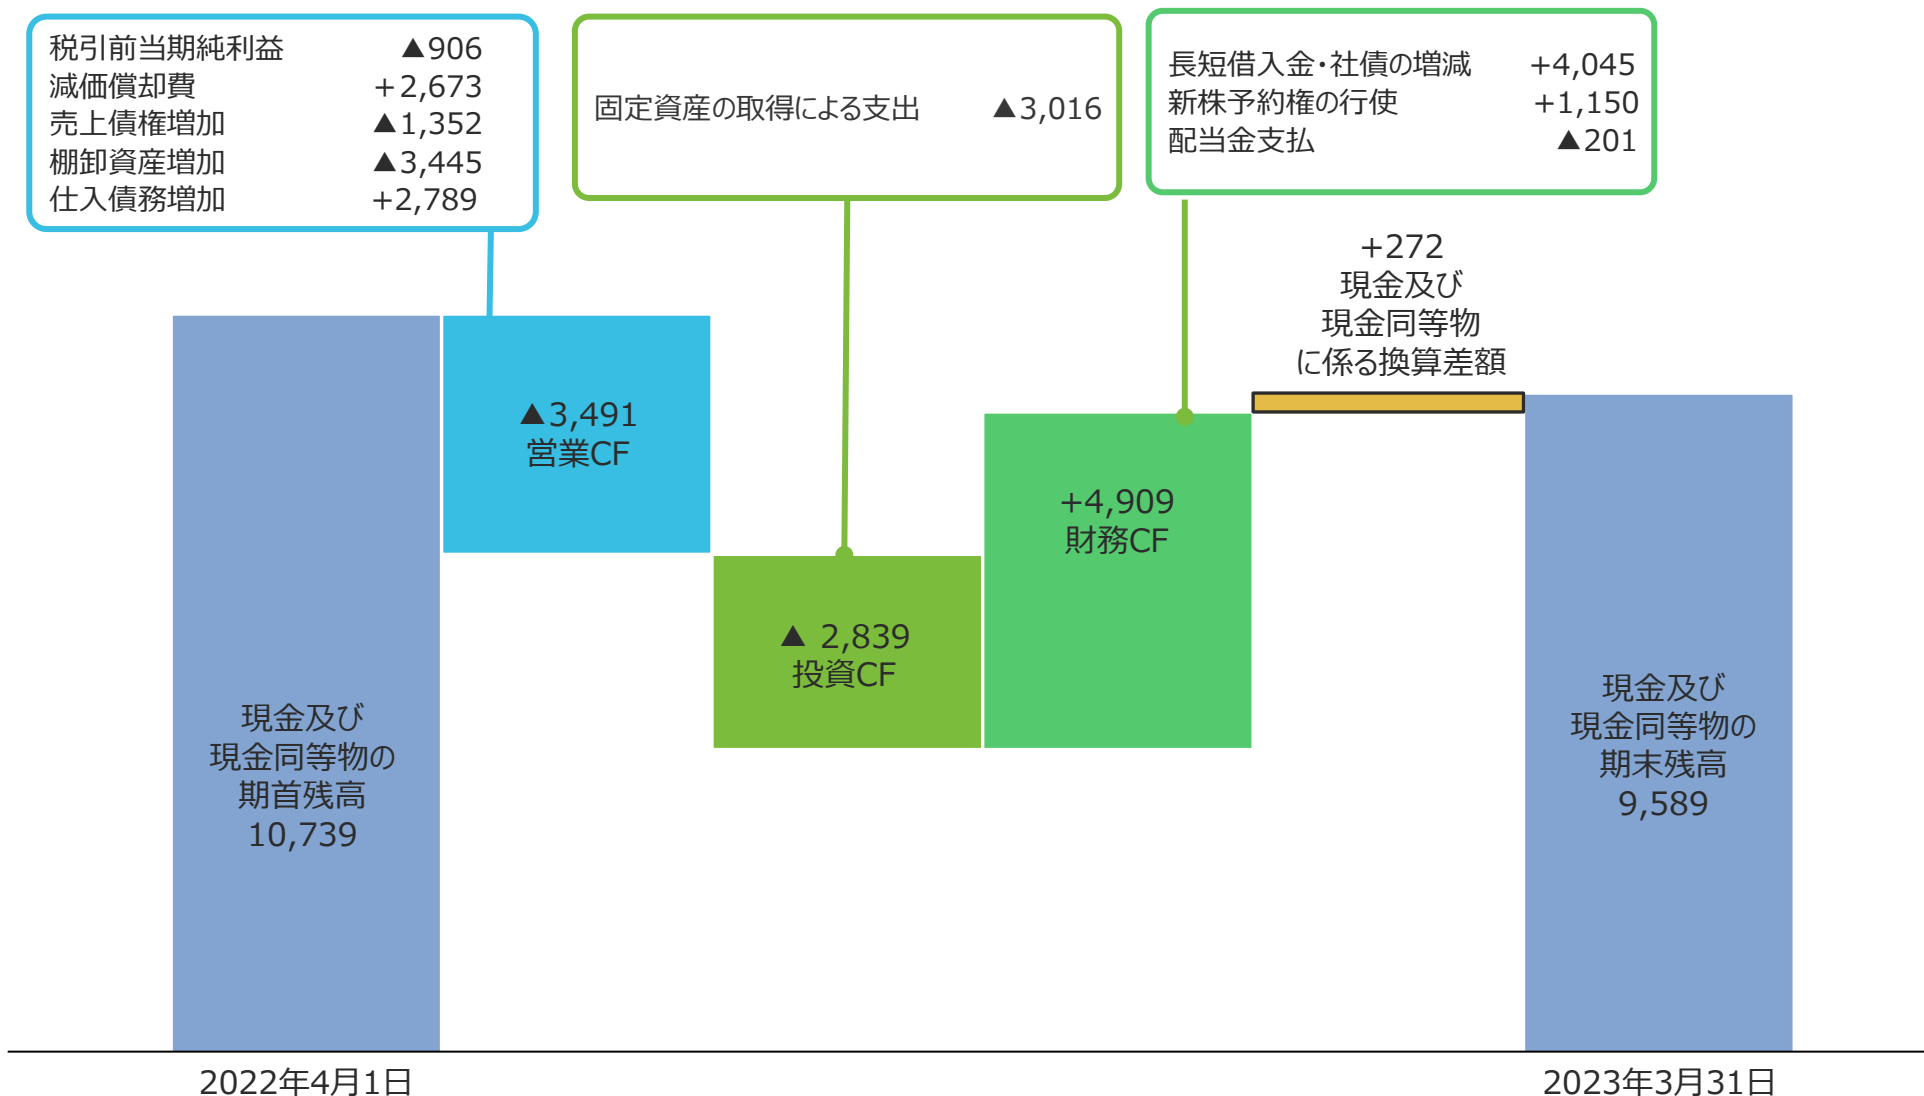 税引前当期純利益 ▲906
減価償却費 +2,673
売上債権増加 ▲1,352
棚卸資産増加 ▲3,445
仕入債務増加 +2,789
固定資産の取得による支出 ▲3,016
長短借入金・社債の増減 +4,045
新株予約権の行使 +1,150
配当金支払 ▲201
+272
現金及び
現金同等物
に係る換算差額
▲3,491
営業CF
▲ 2,839
投資CF
+4,909
財務CF
現金及び
現金同等物の
期首残高
10,739
現金及び
現金同等物の
期末残高
9,589
2022年4月1日
2023年3月31日